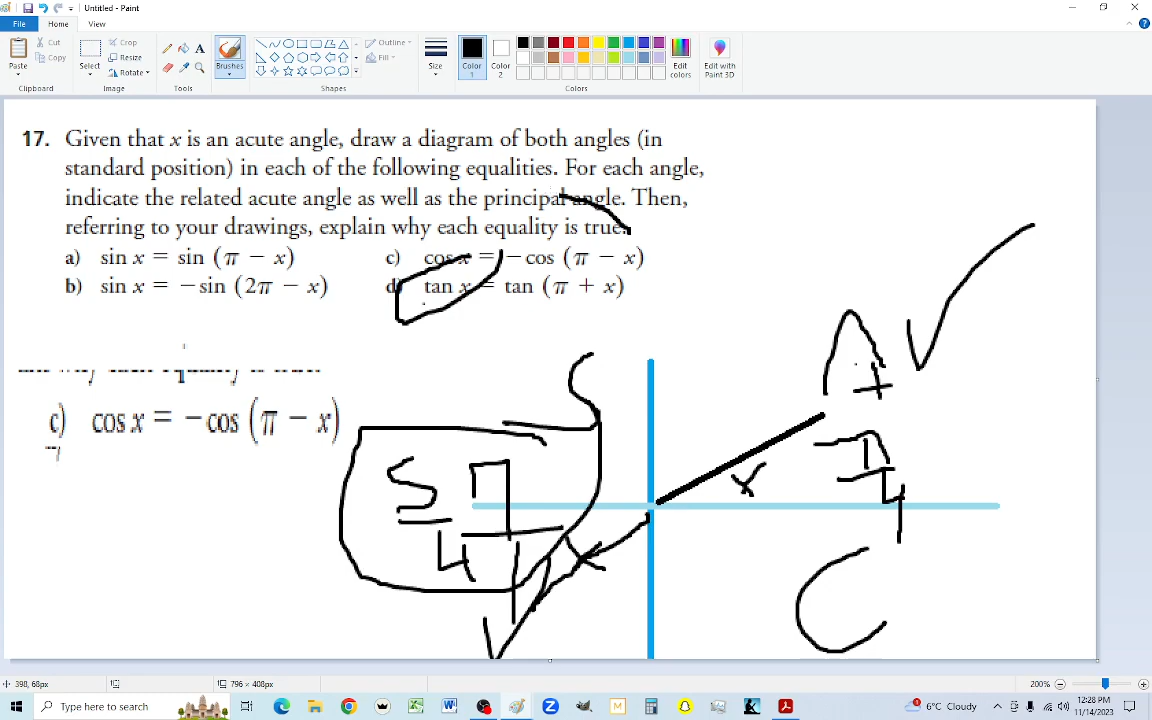 Untitled - Paint
File Home View
Paste Cut Copy Select Crop Resize Rotate Brushes Outline Fill Size Color 1 Color 2 Edit colors Edit with Paint 3D
Clipboard Image Tools Shapes Colors
17. Given that x is an acute angle, draw a diagram of both angles (in
standard position) in each of the following equalities. For each angle,
indicate the related acute angle as well as the principal angle. Then,
referring to your drawings, explain why each equality is true.
a) sin x = sin (π − x) c) cos x = −cos (π − x)
b) sin x = −sin (2π − x) d) tan x = tan (π + x)
S A
c) cos x = −cos (π − x)
x
5π
4
π
4
C
398, 68px 796 × 408px 200%
Type here to search 6°C Cloudy 12:28 PM
11/14/2023